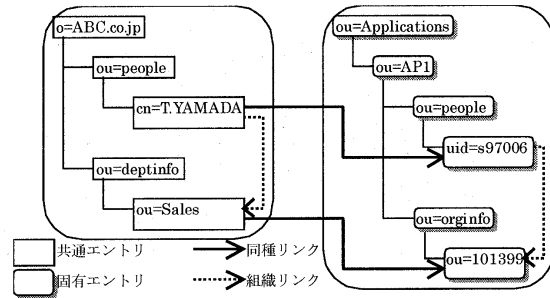 o=ABC.co.jp
ou=people
cn=T.YAMADA
ou=deptinfo
ou=Sales
ou=Applications
ou=AP1
ou=people
uid=s97006
ou=orginfo
ou=101399
共通エントリ
同種リンク
固有エントリ
組織リンク